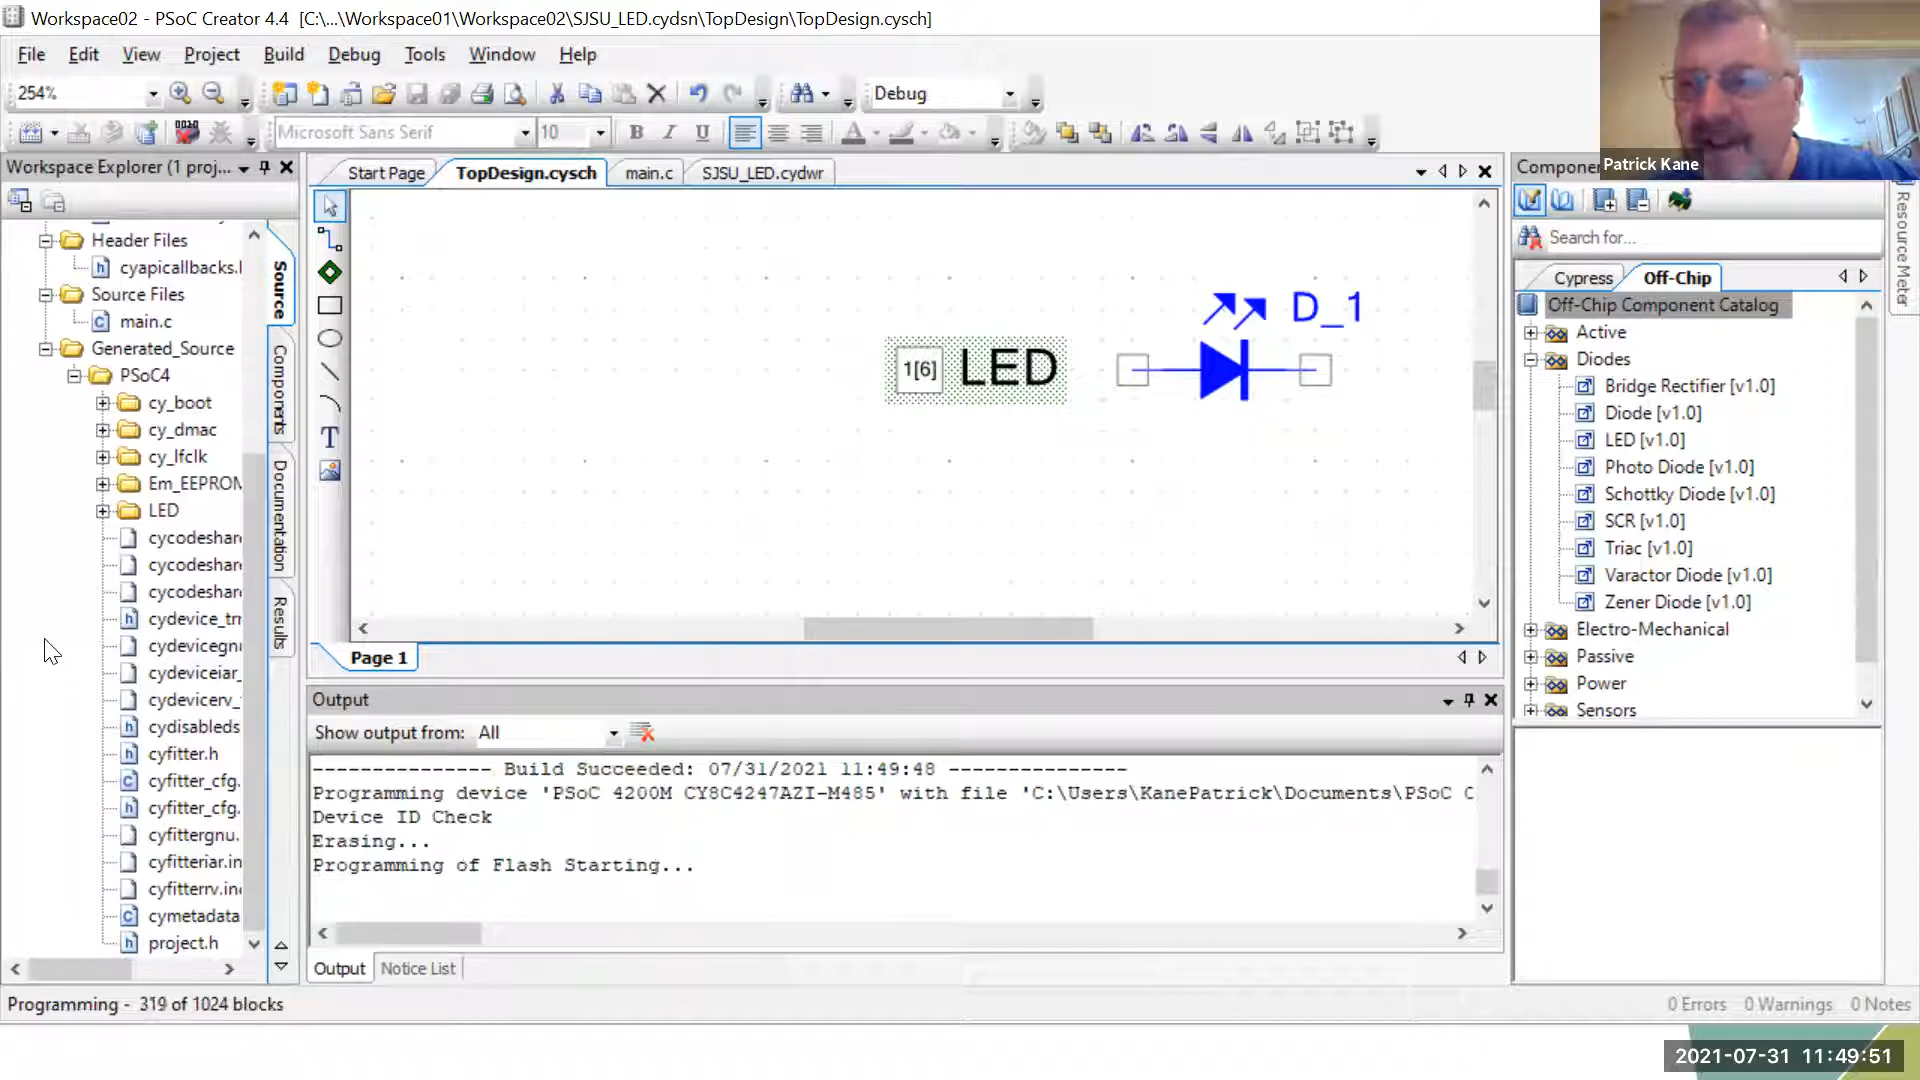 Workspace02 - PSoC Creator 4.4 [C:\...\Workspace01\Workspace02\SJSU_LED.cydsn\TopDesign\TopDesign.cysch]
File Edit View Project Build Debug Tools Window Help
254%
Debug
Microsoft Sans Serif 10 B I U
Patrick Kane
Workspace Explorer (1 proj...
Header Files
cyapicallbacks.h
Source Files
main.c
Generated_Source
PSoC4
cy_boot
cy_dmac
cy_lfclk
Em_EEPROM
LED
cycodeshar
cycodeshar
cycodeshar
cydevice_trm
cydevicegnu
cydeviceiar_
cydevicerv_
cydisableds
cyfitter.h
cyfitter_cfg.
cyfitter_cfg.
cyfittergnu.
cyfitteriar.in
cyfitterrv.in
cymetadata
project.h
Source
Components
Documentation
Results
Start Page TopDesign.cysch main.c SJSU_LED.cydwr
T
1[6] LED
D_1
Page 1
Output
Show output from: All
--------------- Build Succeeded: 07/31/2021 11:49:48 ---------------
Programming device 'PSoC 4200M CY8C4247AZI-M485' with file 'C:\Users\KanePatrick\Documents\PSoC C
Device ID Check
Erasing...
Programming of Flash Starting...
Output Notice List
Componen
Search for...
Cypress Off-Chip
Off-Chip Component Catalog
Active
Diodes
Bridge Rectifier [v1.0]
Diode [v1.0]
LED [v1.0]
Photo Diode [v1.0]
Schottky Diode [v1.0]
SCR [v1.0]
Triac [v1.0]
Varactor Diode [v1.0]
Zener Diode [v1.0]
Electro-Mechanical
Passive
Power
Sensors
Resource Meter
Programming - 319 of 1024 blocks
0 Errors 0 Warnings 0 Notes
2021-07-31 11:49:51